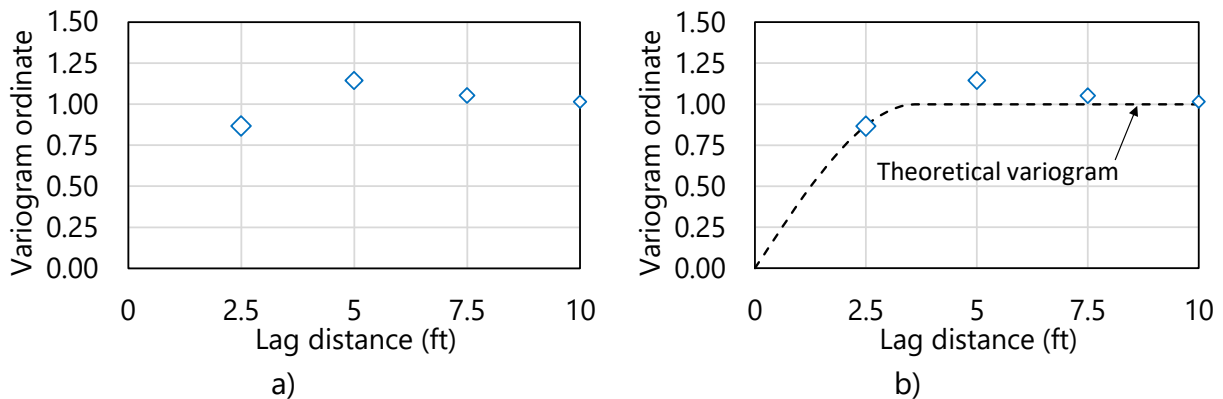 Variogram ordinate
1.50
1.25
1.00
0.75
0.50
0.25
0.00
0 2.5 5 7.5 10
Lag distance (ft)
a)
Variogram ordinate
1.50
1.25
1.00
0.75
0.50
0.25
0.00
Theoretical variogram
0 2.5 5 7.5 10
Lag distance (ft)
b)